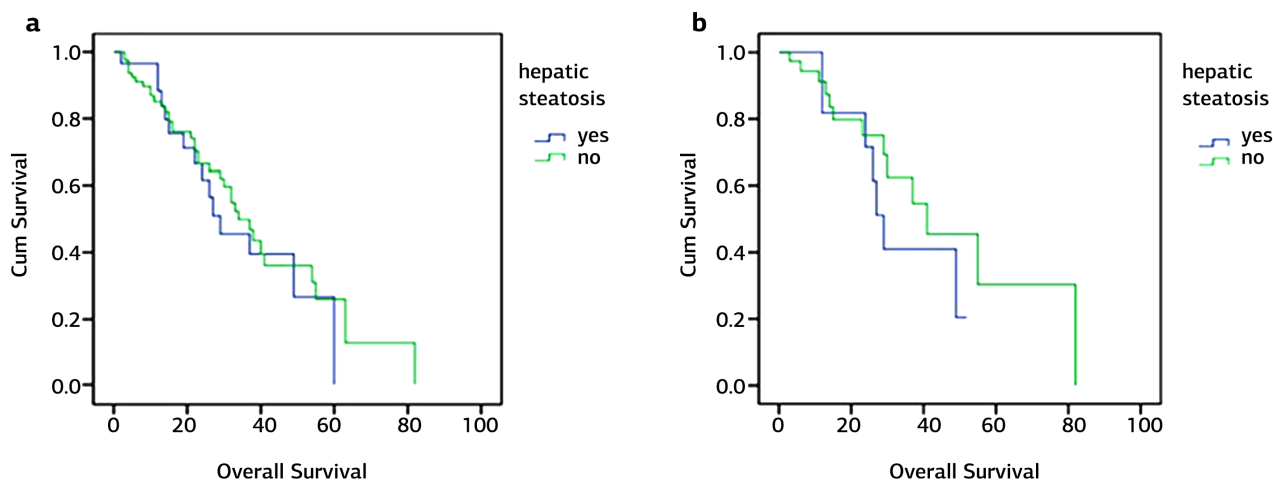 a
1.0
0.8
0.6
0.4
0.2
0.0
Cum Survival
0 20 40 60 80 100
Overall Survival
hepatic
steatosis
yes
no
b
1.0
0.8
0.6
0.4
0.2
0.0
Cum Survival
0 20 40 60 80 100
Overall Survival
hepatic
steatosis
yes
no